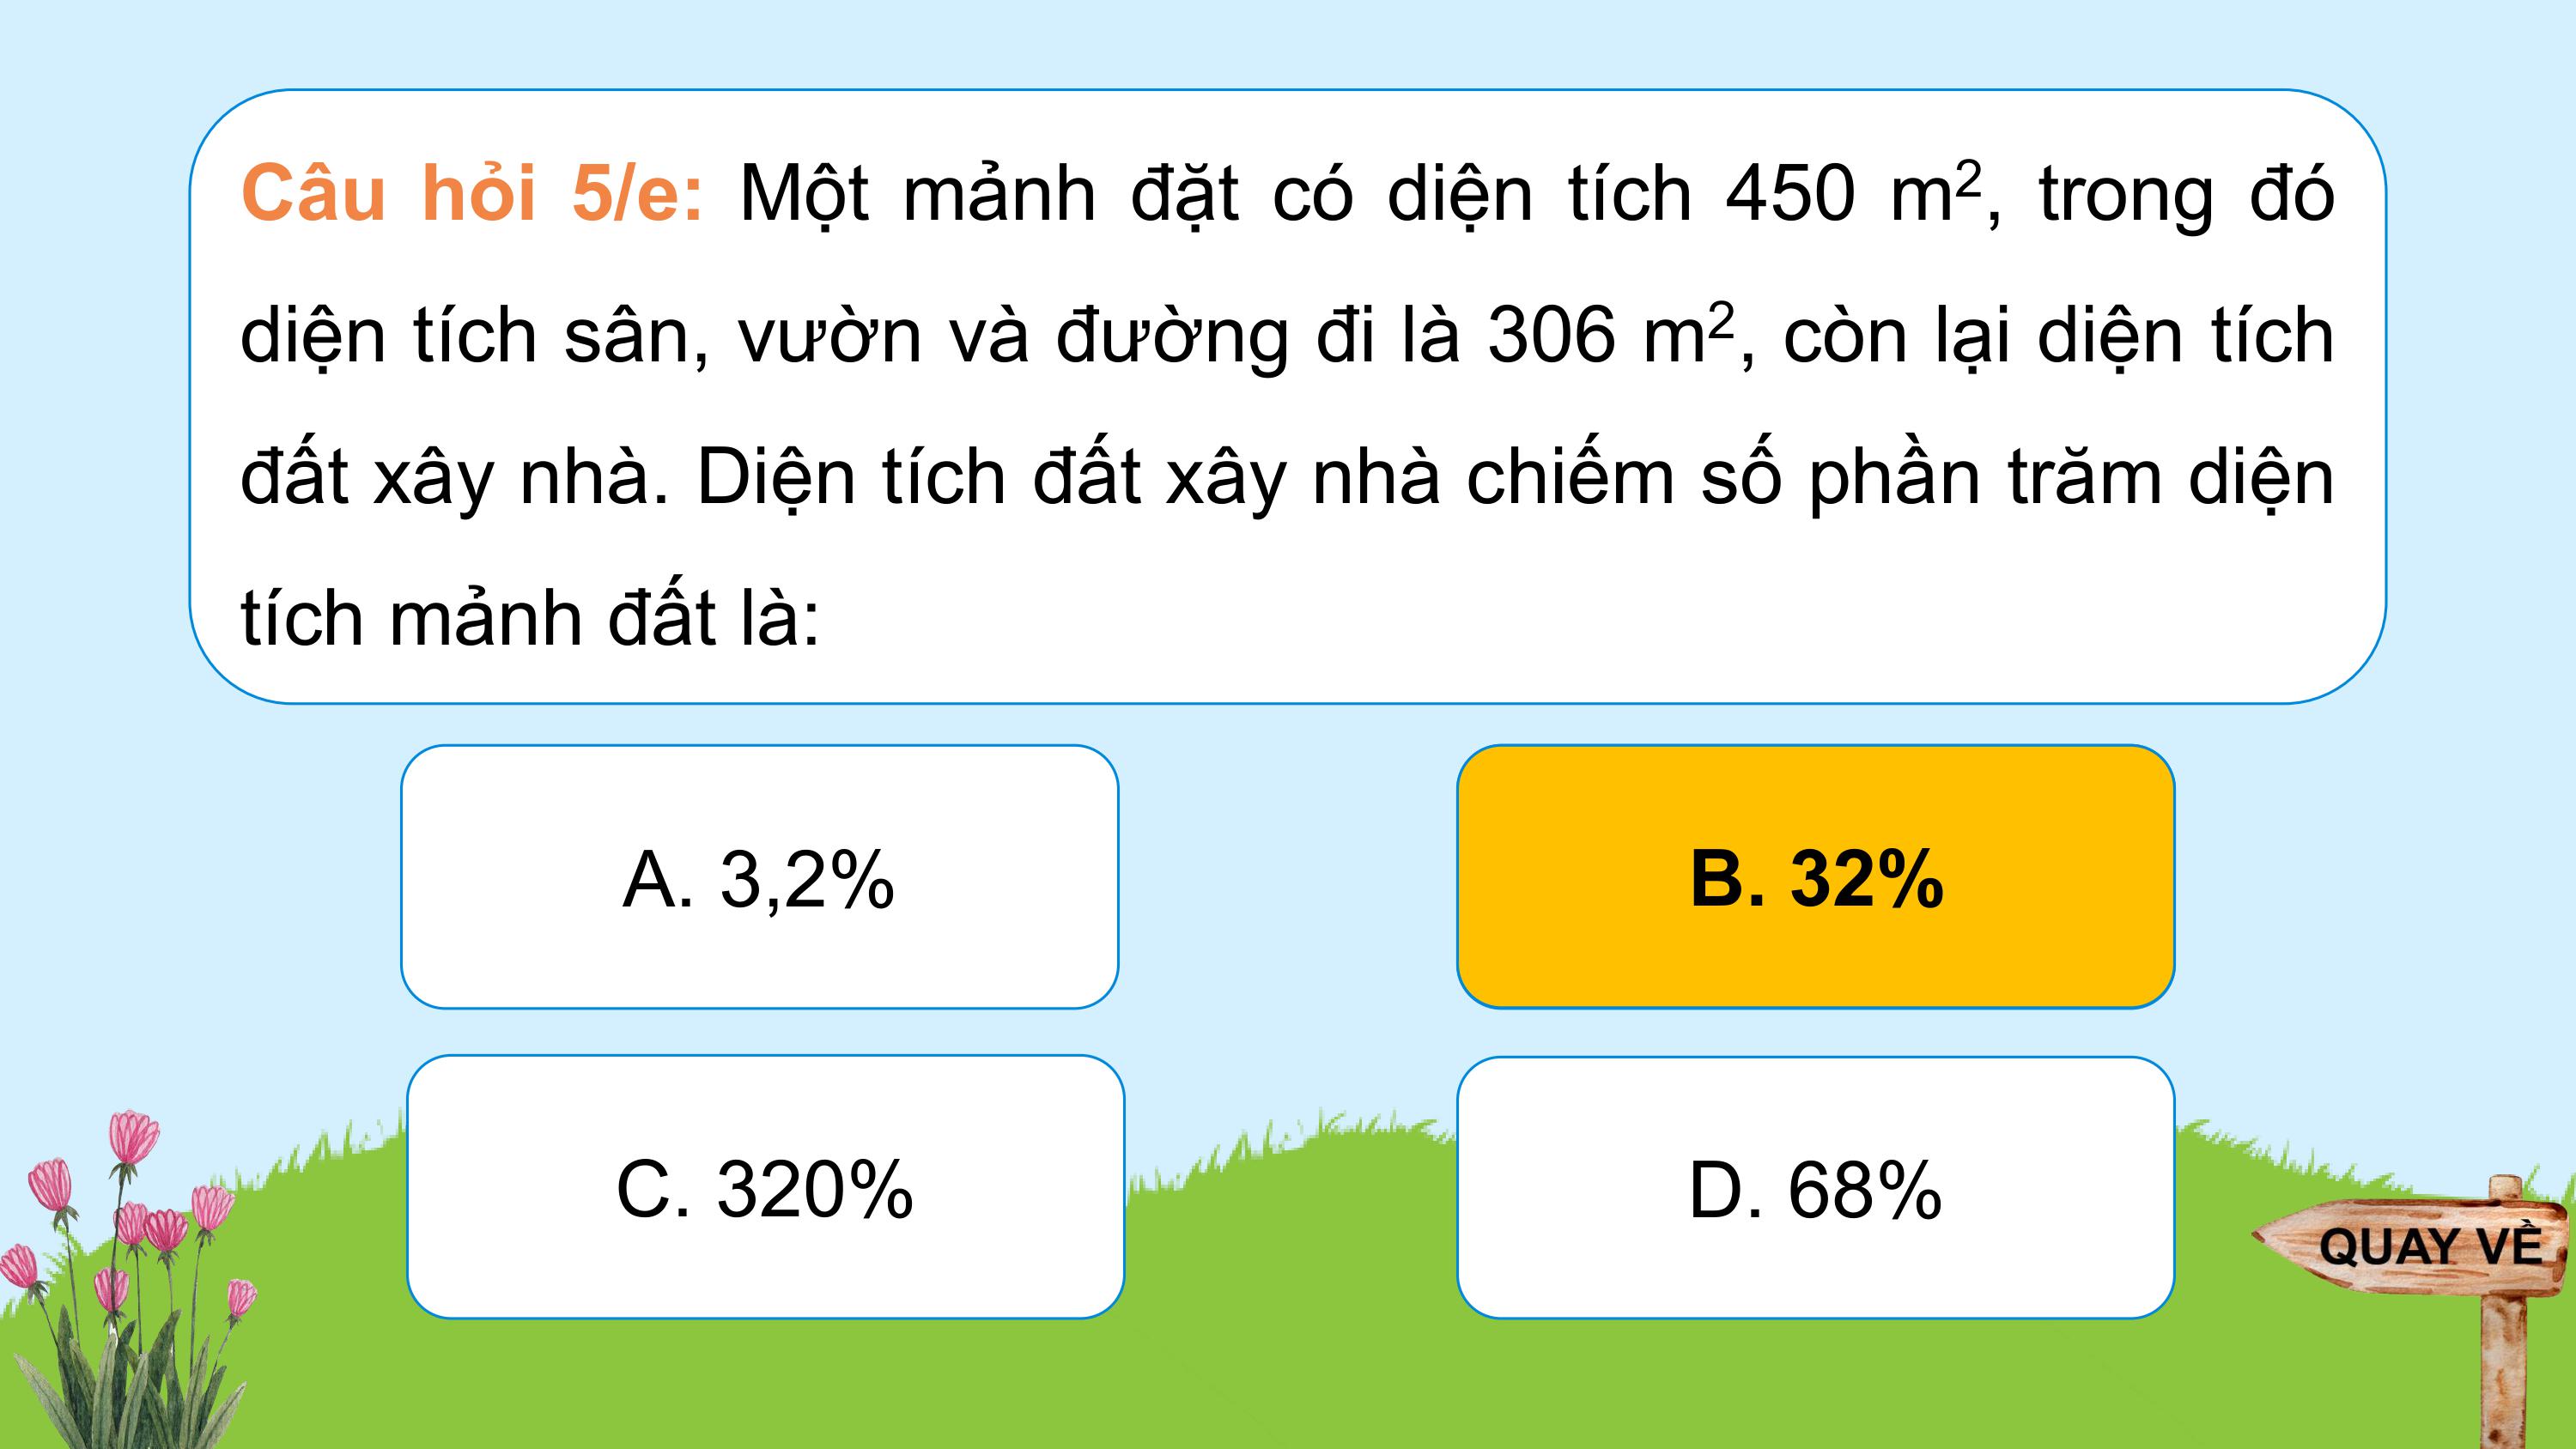 Câu hỏi 5/e: Một mảnh đặt có diện tích 450 m², trong đó
diện tích sân, vườn và đường đi là 306 m², còn lại diện tích
đất xây nhà. Diện tích đất xây nhà chiếm số phần trăm diện
tích mảnh đất là:
A. 3,2%
B. 32%
C. 320%
D. 68%
QUAY VỀ